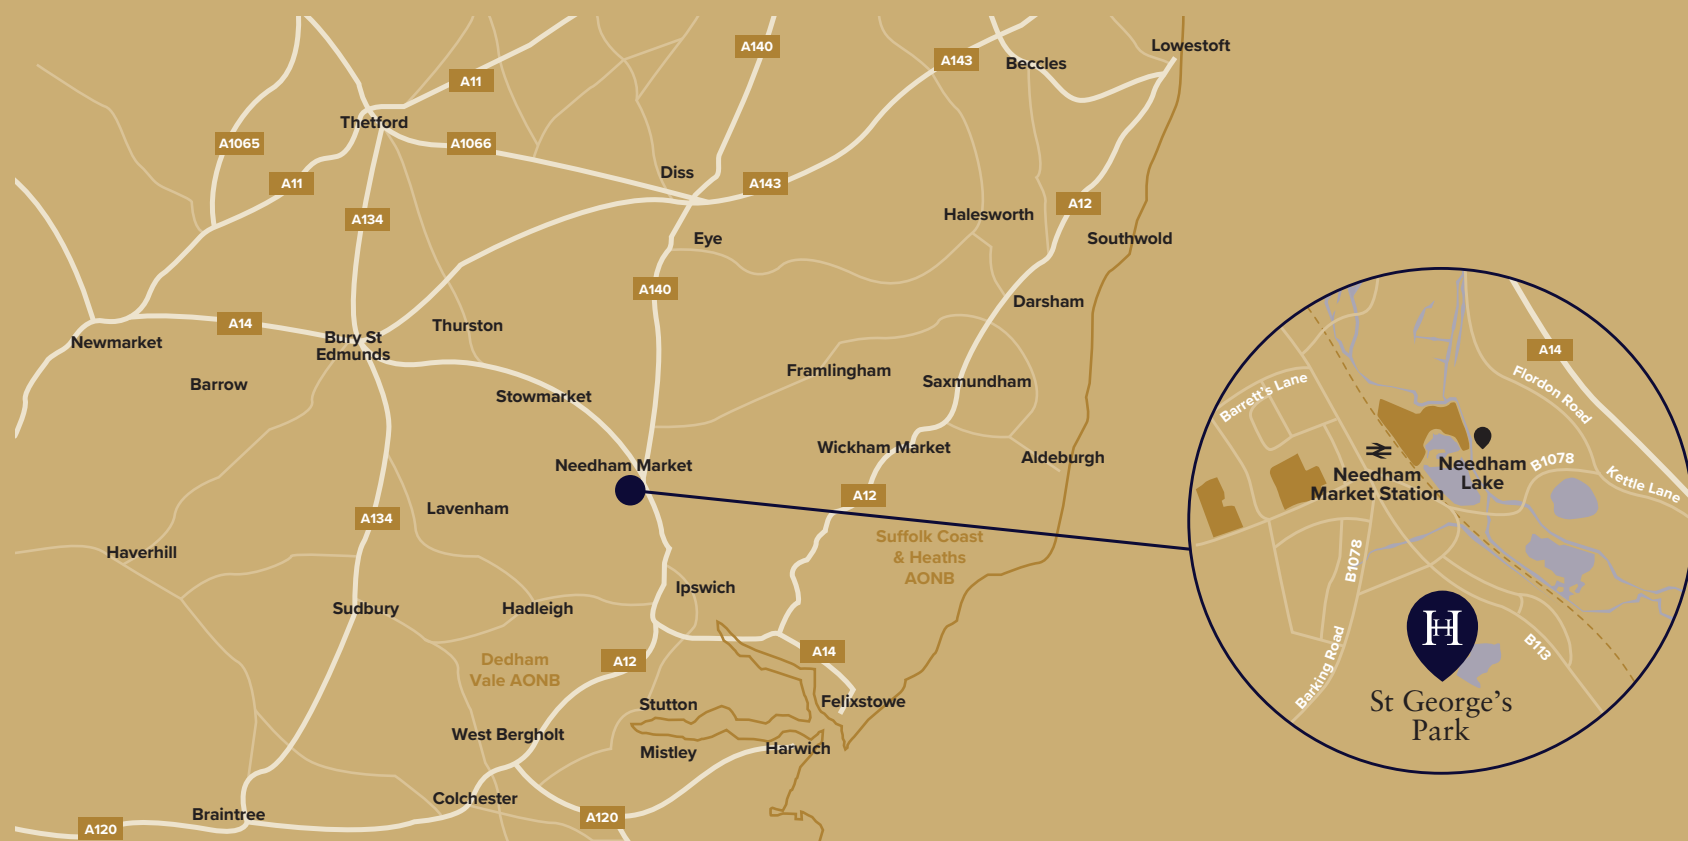 Lowestoft
A140
A143
Beccles
A11
Thetford
A1065
A1066
Diss
A11
A143
A134
A12
Halesworth
Southwold
Eye
A140
Darsham
A14
Thurston
Newmarket
Bury St
Edmunds
Barrow
Framlingham
Saxmundham
Stowmarket
Wickham Market
Aldeburgh
Needham Market
A12
Lavenham
A134
Suffolk Coast
& Heaths
AONB
Haverhill
Ipswich
Sudbury
Hadleigh
A14
Dedham
Vale AONB
A12
Felixstowe
Stutton
West Bergholt
Mistley
Harwich
Colchester
Braintree
A120
A120
A14
Flordon Road
Barrett's Lane
Needham
Market Station
Needham
Lake
B1078
Kettle Lane
B1078
Barking Road
B113
H
H
St George's
Park